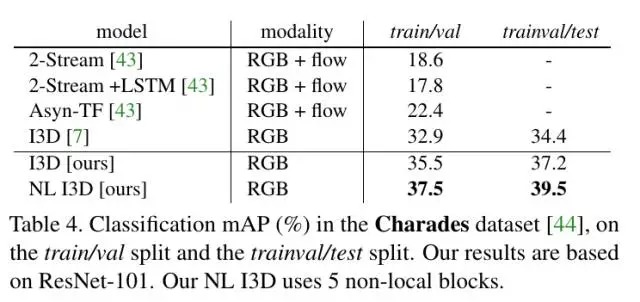 model modality train/val trainval/test
2-Stream [43] RGB + flow 18.6 -
2-Stream +LSTM [43] RGB + flow 17.8 -
Asyn-TF [43] RGB + flow 22.4 -
I3D [7] RGB 32.9 34.4
I3D [ours] RGB 35.5 37.2
NL I3D [ours] RGB 37.5 39.5
Table 4. Classification mAP (%) in the Charades dataset [44], on
the train/val split and the trainval/test split. Our results are based
on ResNet-101. Our NL I3D uses 5 non-local blocks.